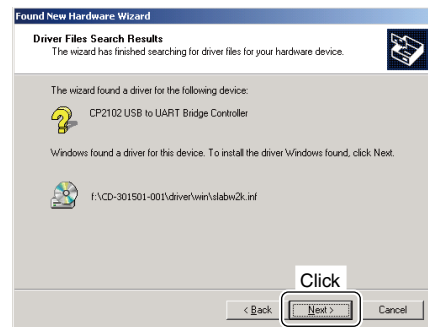 Found New Hardware Wizard
Driver Files Search Results
The wizard has finished searching for driver files for your hardware device.
The wizard found a driver for the following device:
CP2102 USB to UART Bridge Controller
Windows found a driver for this device. To install the driver Windows found, click Next.
f:\CD-301501-001\driver\win\slabw2k.inf
Click
< Back
Next >
Cancel